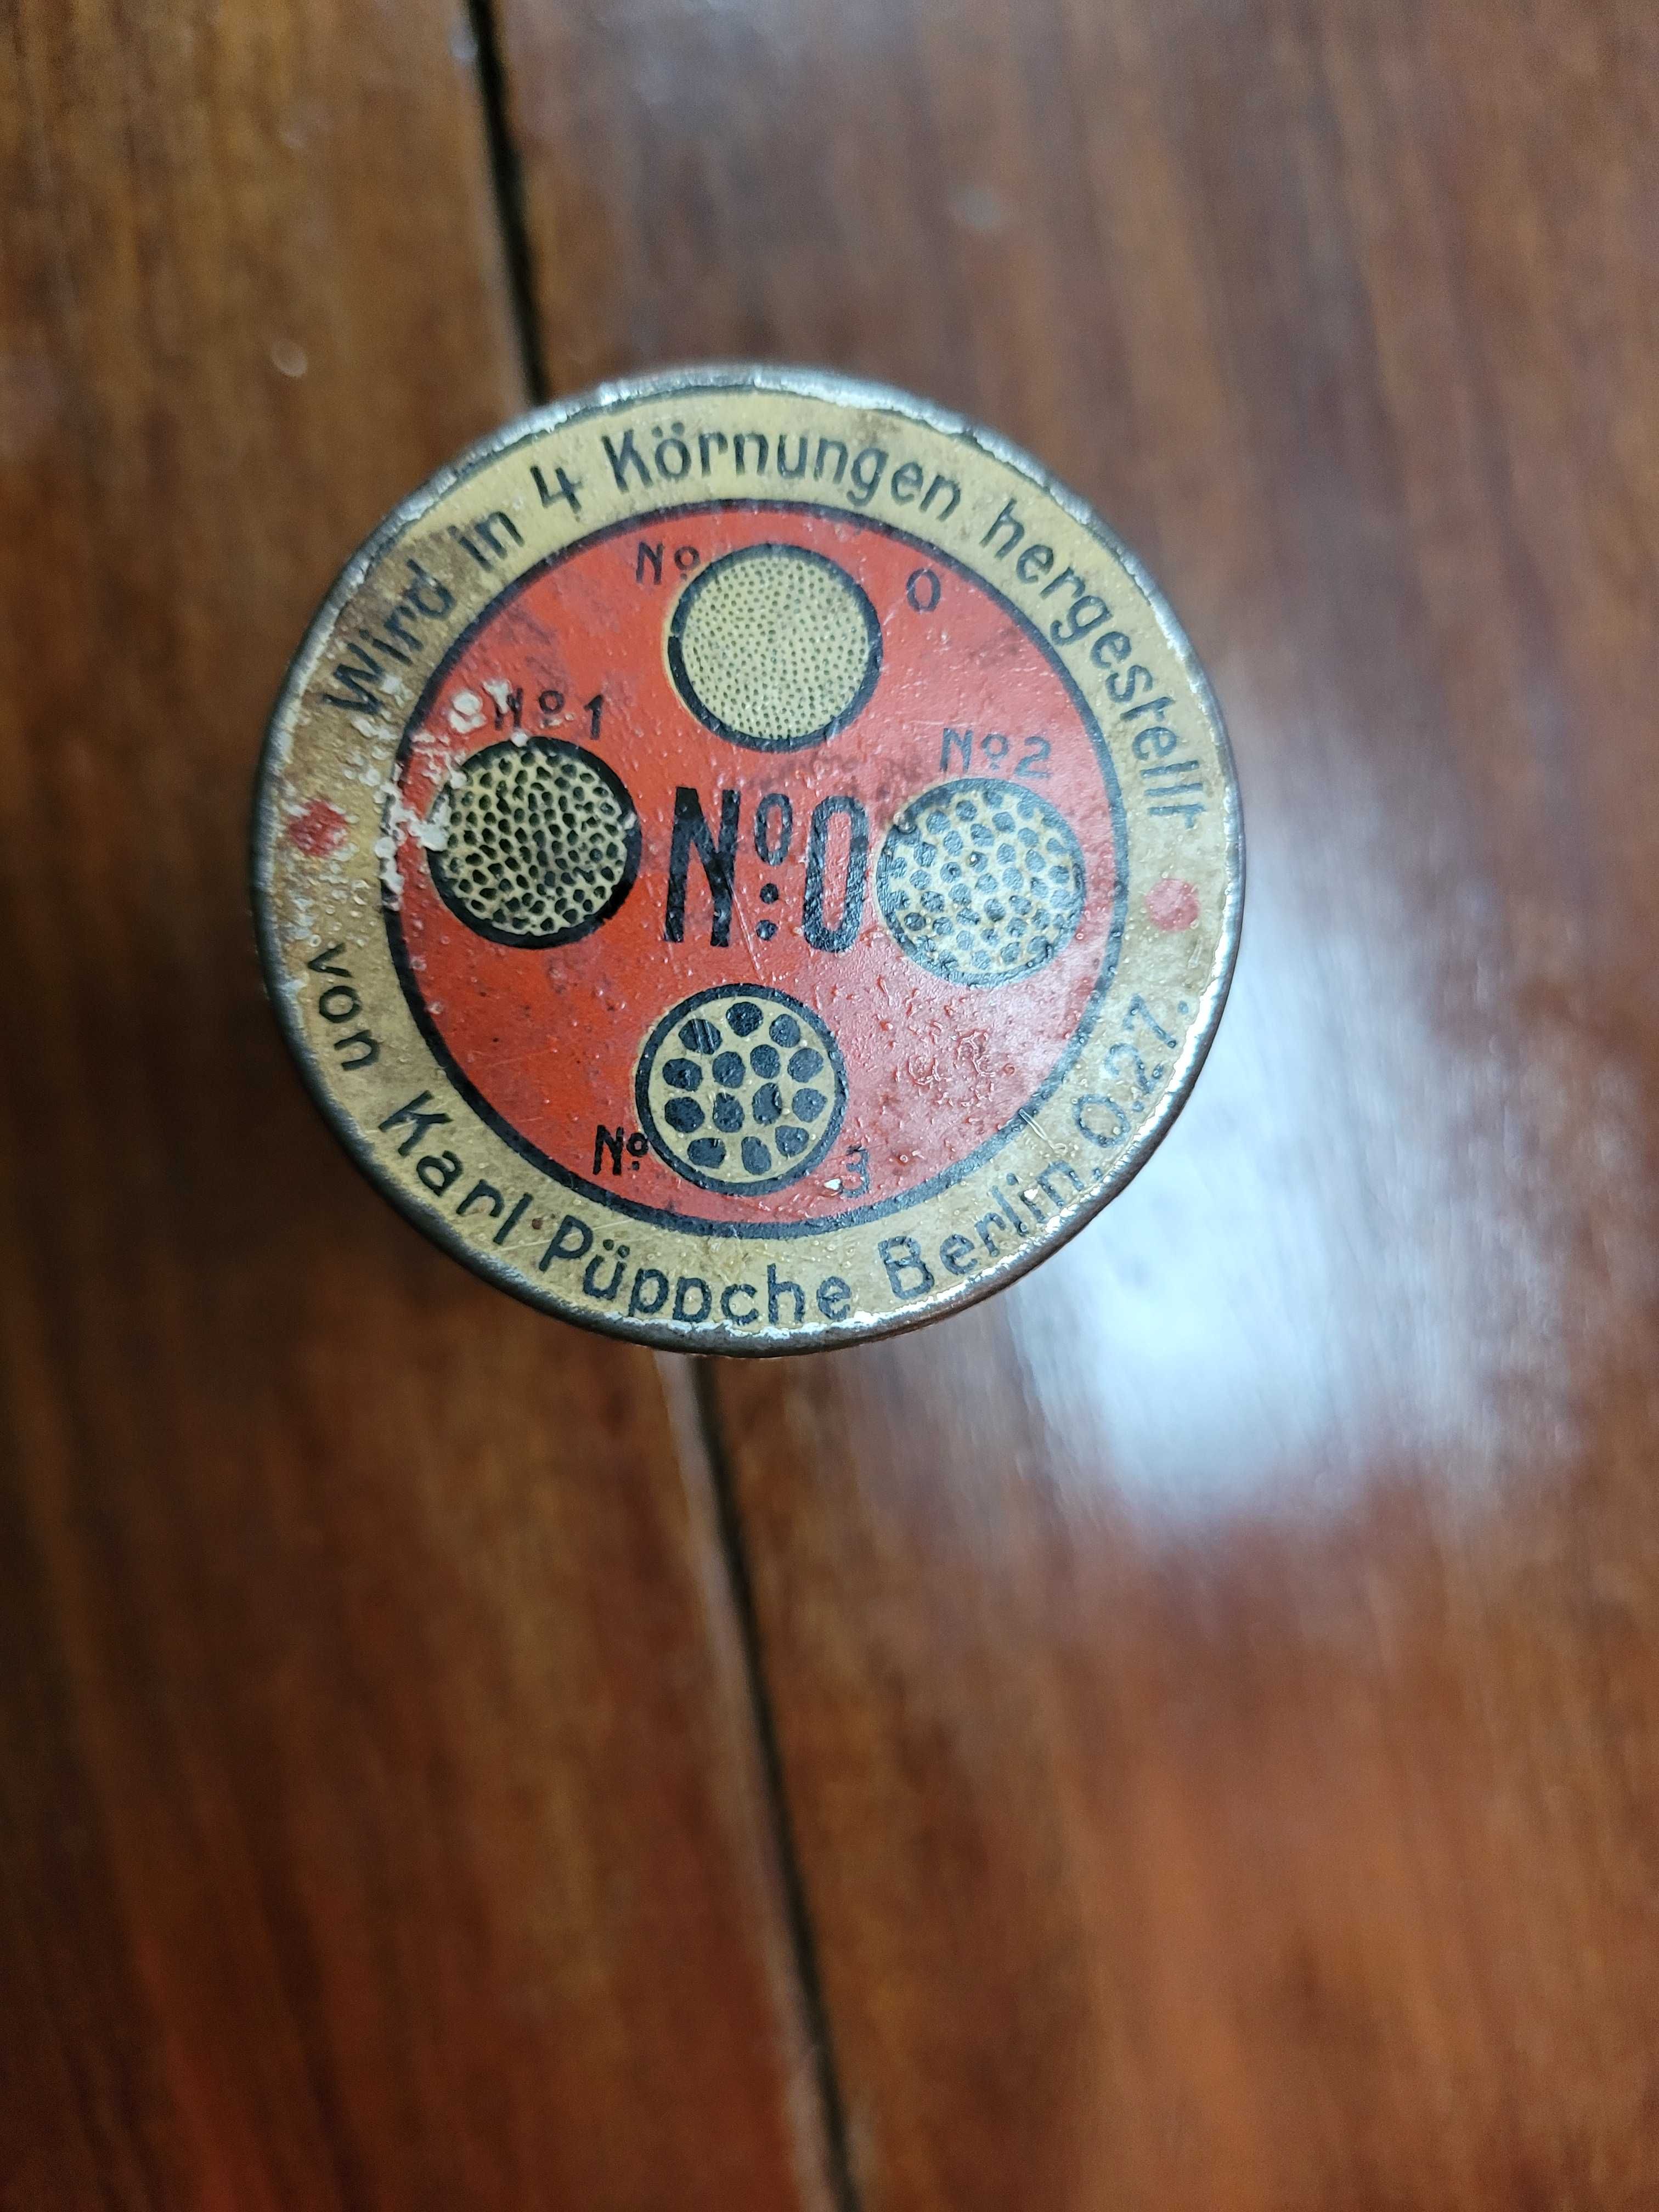 Wird in 4 Körnungen hergestellt
No 0
No 1
No 2
No: 0
No 3
von Karl Püppche Berlin.O.27.